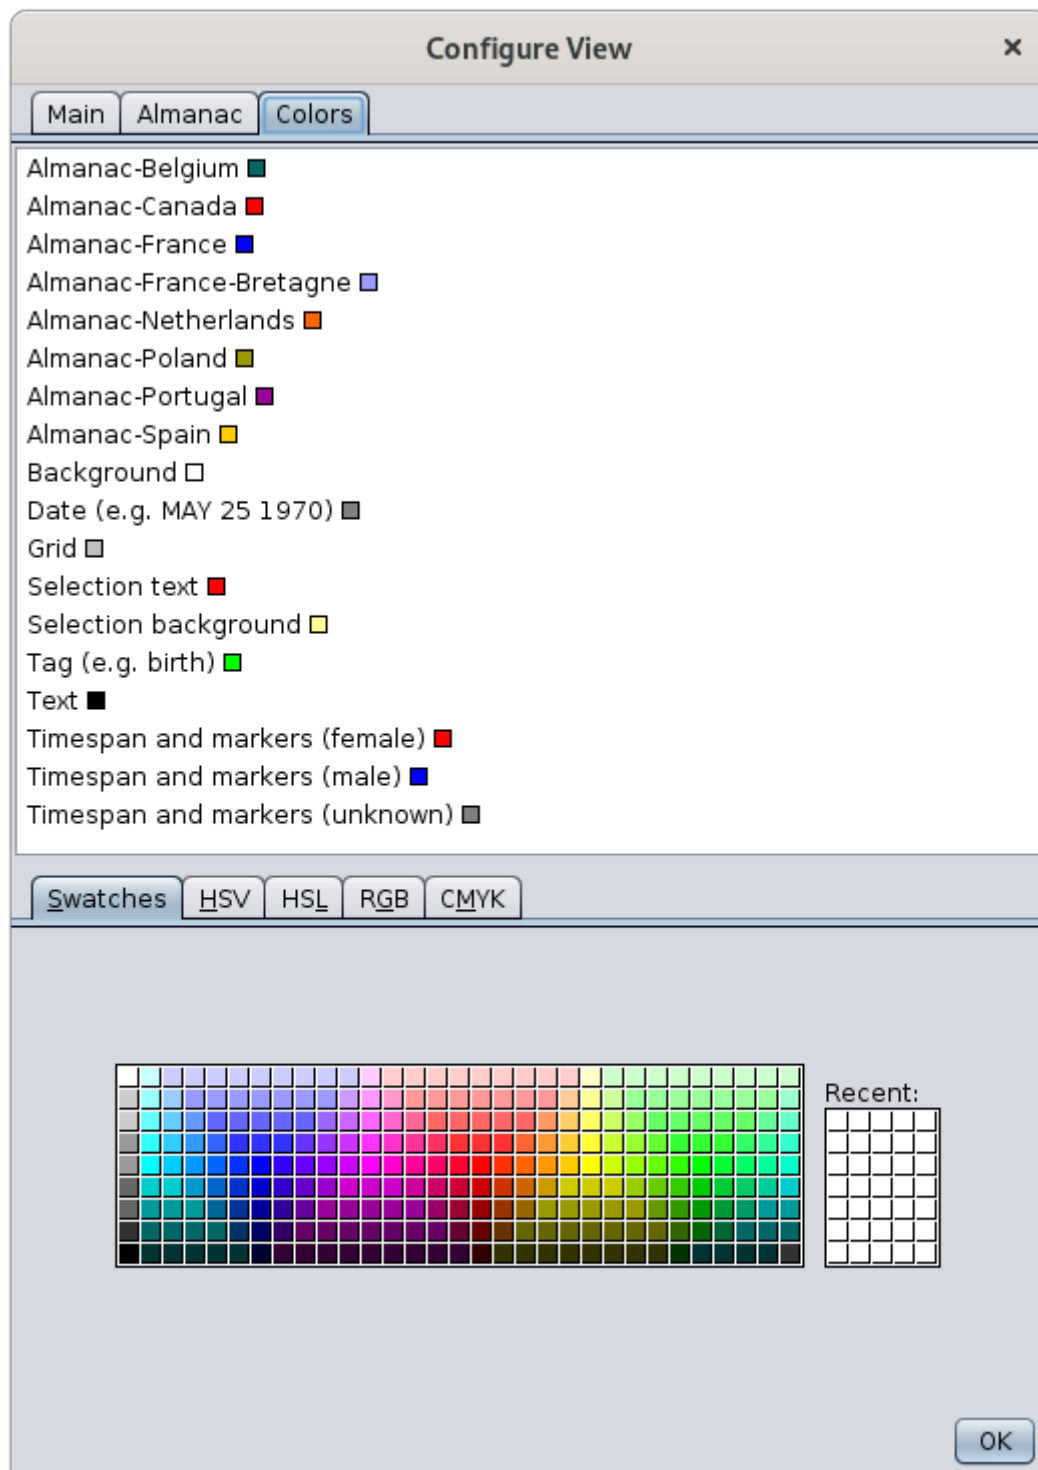 Configure View
Main Almanac Colors
Almanac-Belgium
Almanac-Canada
Almanac-France
Almanac-France-Bretagne
Almanac-Netherlands
Almanac-Poland
Almanac-Portugal
Almanac-Spain
Background
Date (e.g. MAY 25 1970)
Grid
Selection text
Selection background
Tag (e.g. birth)
Text
Timespan and markers (female)
Timespan and markers (male)
Timespan and markers (unknown)
Swatches HSV HSL RGB CMYK
Recent:
OK